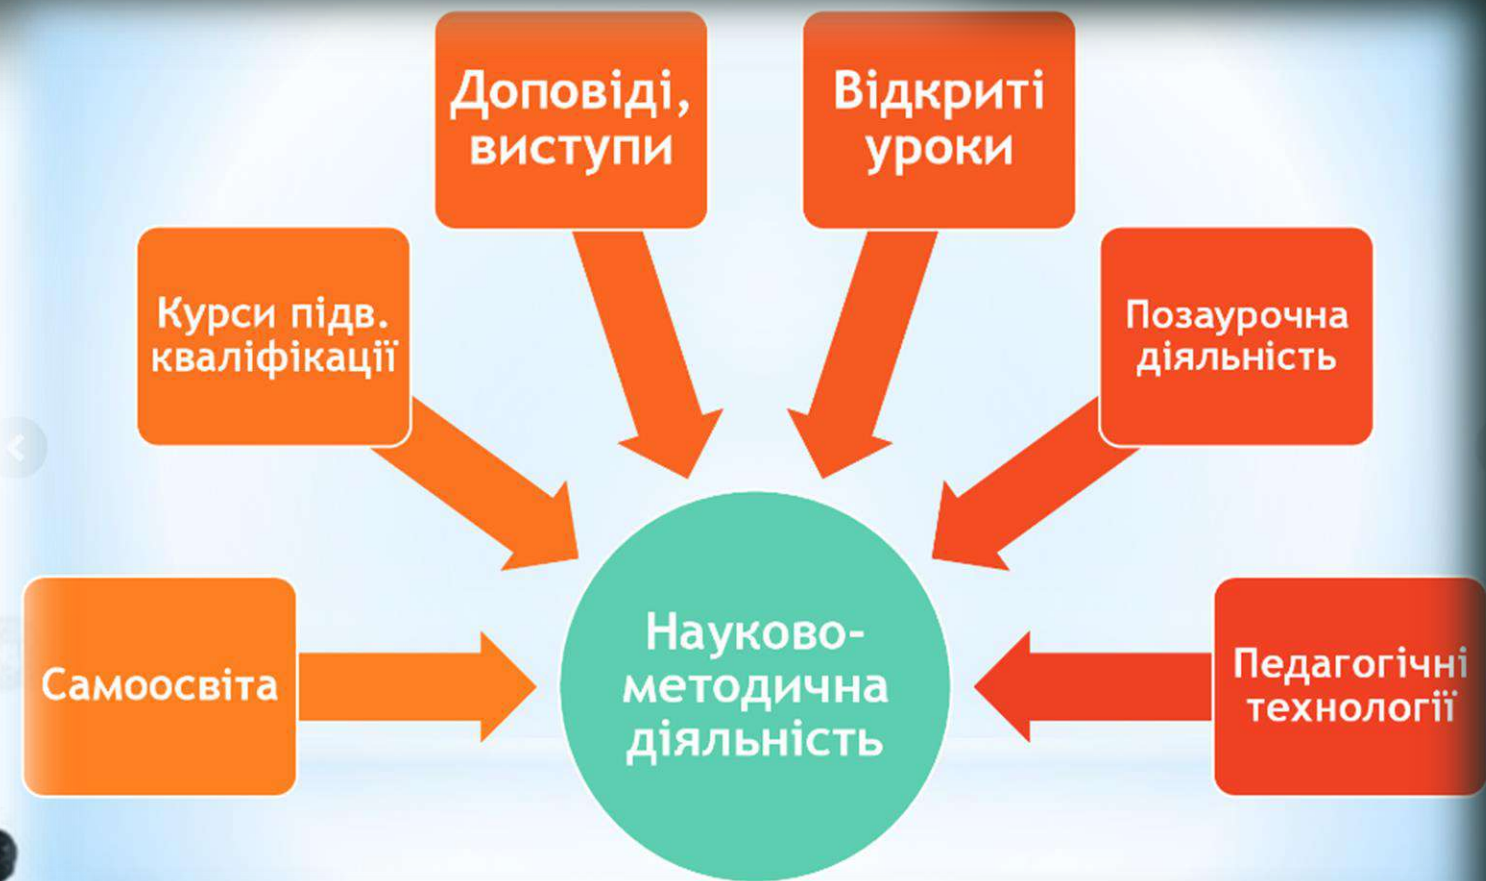 Доповіді,
виступи
Відкриті
уроки
Курси підв.
кваліфікації
Позаурочна
діяльність
Самоосвіта
Науково-
методична
діяльність
Педагогічні
технології